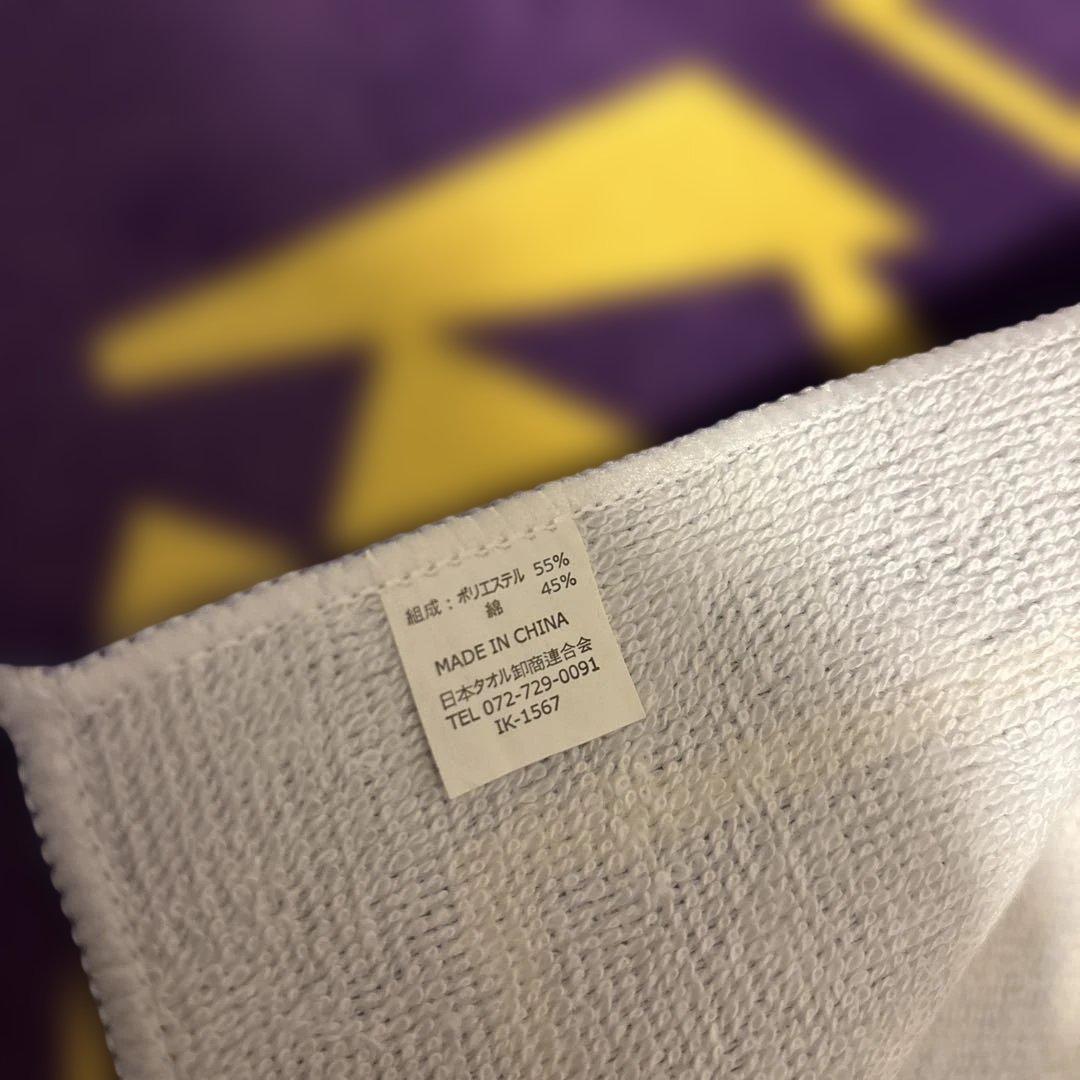 組成：ポリエステル 55%
綿 45%
MADE IN CHINA
日本タオル卸商連合会
TEL 072-729-0091
IK-1567